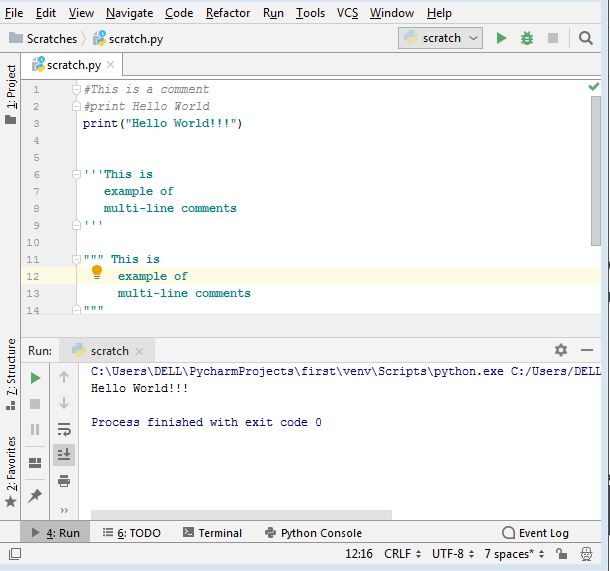 File Edit View Navigate Code Refactor Run Tools VCS Window Help
Scratches scratch.py scratch
scratch.py
1: Project
1 #This is a comment
2 #print Hello World
3 print("Hello World!!!")
4
5
6 '''This is
7 example of
8 multi-line comments
9 '''
10
11 """ This is
12 example of
13 multi-line comments
14 """
Run: scratch
Z: Structure
2: Favorites
C:\Users\DELL\PycharmProjects\first\venv\Scripts\python.exe C:/Users/DELL
Hello World!!!
Process finished with exit code 0
4: Run 6: TODO Terminal Python Console Event Log
12:16 CRLF UTF-8 7 spaces*